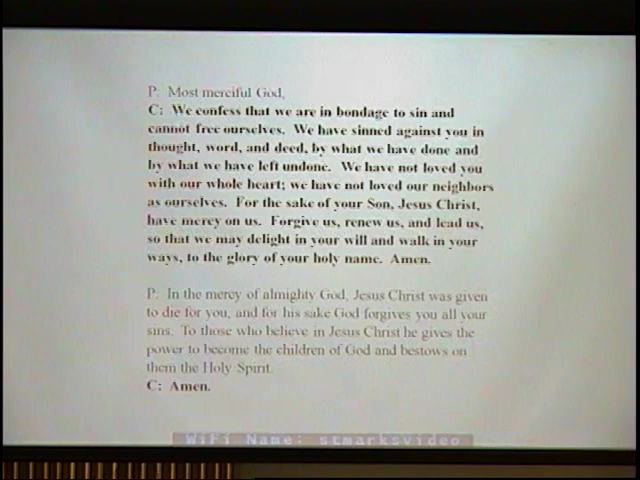 P:  Most merciful God,
C:  We confess that we are in bondage to sin and
cannot free ourselves.  We have sinned against you in
thought, word, and deed, by what we have done and
by what we have left undone.  We have not loved you
with our whole heart; we have not loved our neighbors
as ourselves.  For the sake of your Son, Jesus Christ,
have mercy on us.  Forgive us, renew us, and lead us,
so that we may delight in your will and walk in your
ways, to the glory of your holy name.  Amen.
P:  In the mercy of almighty God, Jesus Christ was given
to die for you, and for his sake God forgives you all your
sins.  To those who believe in Jesus Christ he gives the
power to become the children of God and bestows on
them the Holy Spirit.
C:  Amen.
WiFi Name: stmarksvideo